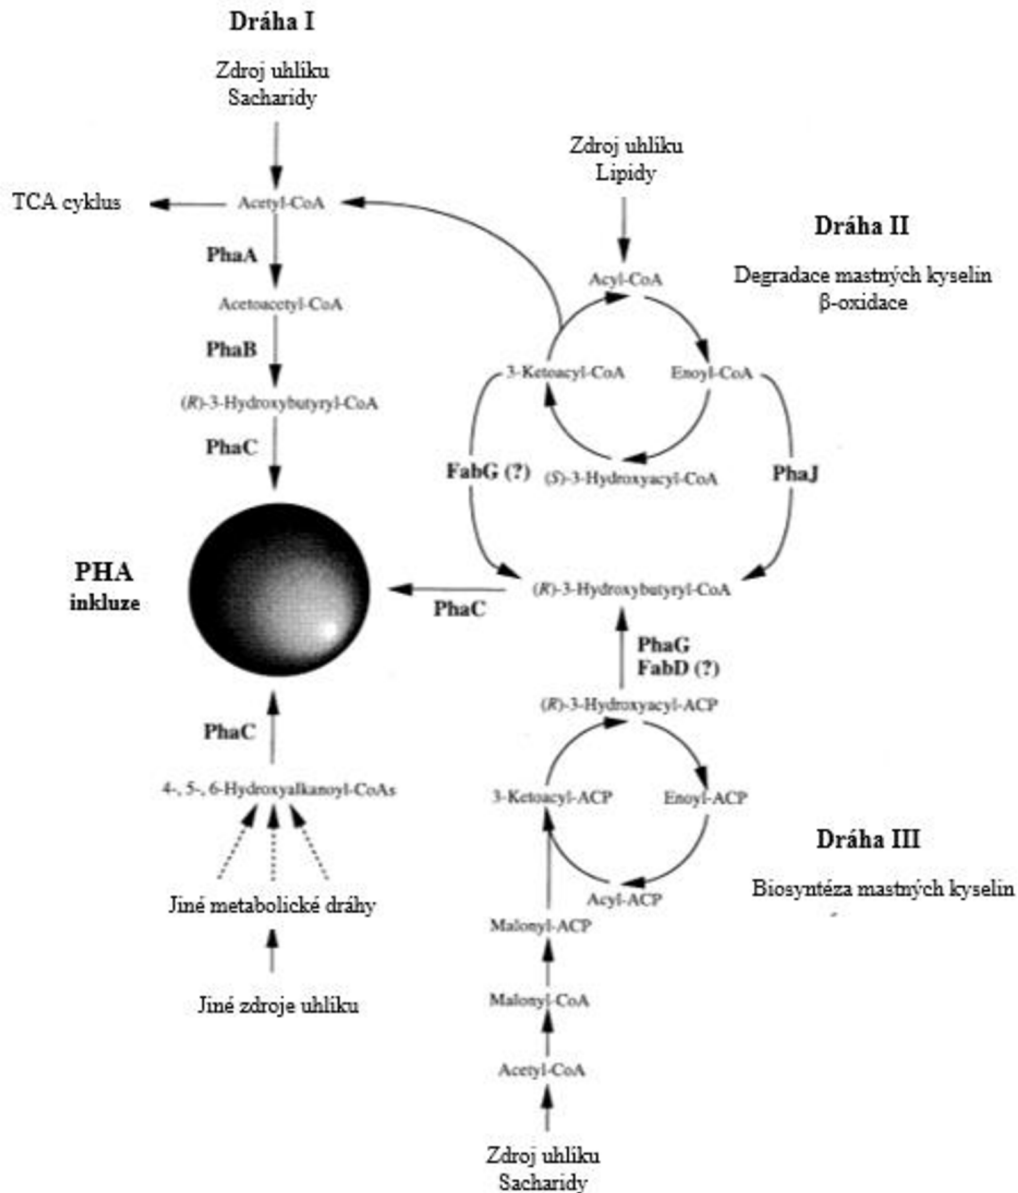 Dráha I
Zdroj uhlíku
Sacharidy
TCA cyklus
Acetyl-CoA
PhaA
Acetoacetyl-CoA
PhaB
(R)-3-Hydroxybutyryl-CoA
PhaC
PHA
inkluze
PhaC
4-, 5-, 6-Hydroxyalkanoyl-CoAs
Jiné metabolické dráhy
Jiné zdroje uhlíku
Zdroj uhlíku
Lipidy
Dráha II
Degradace mastných kyselin
β-oxidace
Acyl-CoA
3-Ketoacyl-CoA
Enoyl-CoA
FabG (?)
(S)-3-Hydroxyacyl-CoA
PhaJ
(R)-3-Hydroxybutyryl-CoA
PhaC
PhaG
FabD (?)
(R)-3-Hydroxyacyl-ACP
3-Ketoacyl-ACP
Enoyl-ACP
Acyl-ACP
Dráha III
Biosyntéza mastných kyselin
Malonyl-ACP
Malonyl-CoA
Acetyl-CoA
Zdroj uhlíku
Sacharidy